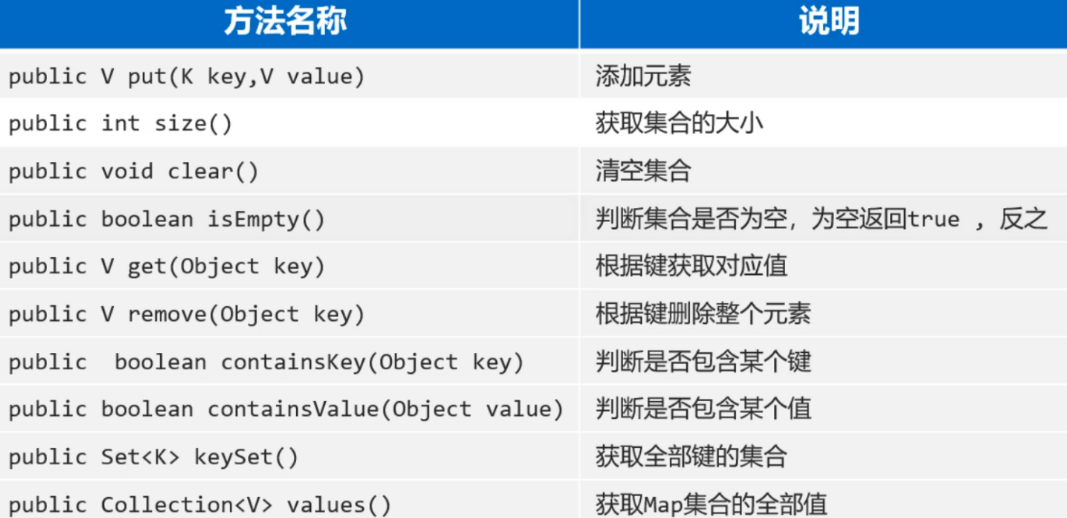 方法名称 说明
public V put(K key,V value) 添加元素
public int size() 获取集合的大小
public void clear() 清空集合
public boolean isEmpty() 判断集合是否为空，为空返回true , 反之
public V get(Object key) 根据键获取对应值
public V remove(Object key) 根据键删除整个元素
public  boolean containsKey(Object key) 判断是否包含某个键
public boolean containsValue(Object value) 判断是否包含某个值
public Set<K> keySet() 获取全部键的集合
public Collection<V> values() 获取Map集合的全部值